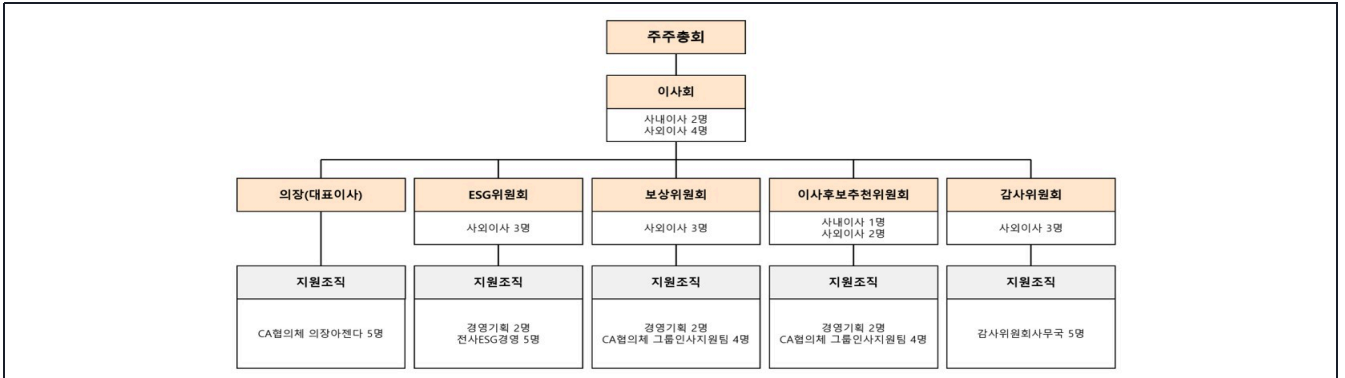 주주총회
이사회
사내이사 2명
사외이사 4명
의장(대표이사)
ESG위원회
보상위원회
이사후보추천위원회
감사위원회
사외이사 3명
사외이사 3명
사내이사 1명
사외이사 2명
사외이사 3명
지원조직
지원조직
지원조직
지원조직
지원조직
CA협의체 의장아젠다 5명
경영기획 2명
전사ESG경영 5명
경영기획 2명
CA협의체 그룹인사지원팀 4명
경영기획 2명
CA협의체 그룹인사지원팀 4명
감사위원회사무국 5명